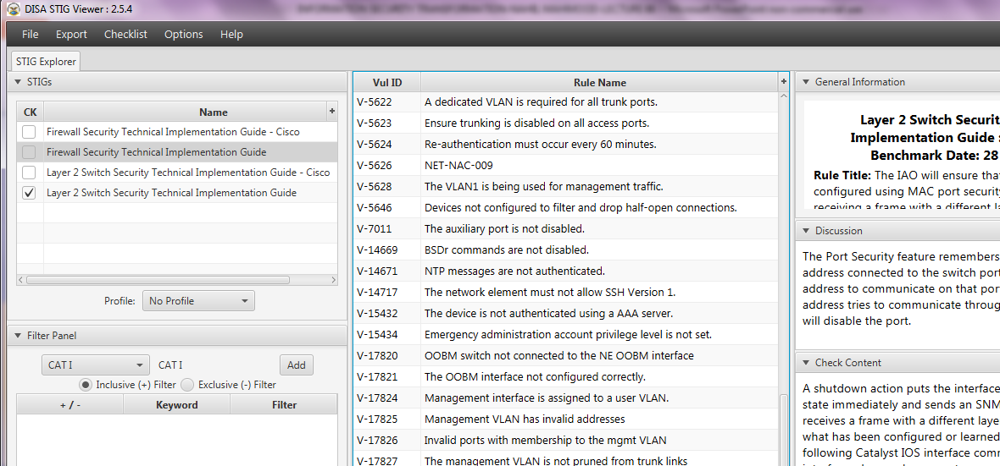 DISA STIG Viewer : 2.5.4
File Export Checklist Options Help
STIG Explorer
STIGs
CK Name +
Firewall Security Technical Implementation Guide - Cisco
Firewall Security Technical Implementation Guide
Layer 2 Switch Security Technical Implementation Guide - Cisco
Layer 2 Switch Security Technical Implementation Guide
Profile: No Profile
Filter Panel
CAT I CAT I Add
Inclusive (+) Filter Exclusive (-) Filter
+ / - Keyword Filter
Vul ID Rule Name +
V-5622 A dedicated VLAN is required for all trunk ports.
V-5623 Ensure trunking is disabled on all access ports.
V-5624 Re-authentication must occur every 60 minutes.
V-5626 NET-NAC-009
V-5628 The VLAN1 is being used for management traffic.
V-5646 Devices not configured to filter and drop half-open connections.
V-7011 The auxiliary port is not disabled.
V-14669 BSDr commands are not disabled.
V-14671 NTP messages are not authenticated.
V-14717 The network element must not allow SSH Version 1.
V-15432 The device is not authenticated using a AAA server.
V-15434 Emergency administration account privilege level is not set.
V-17820 OOBM switch not connected to the NE OOBM interface
V-17821 The OOBM interface not configured correctly.
V-17824 Management interface is assigned to a user VLAN.
V-17825 Management VLAN has invalid addresses
V-17826 Invalid ports with membership to the mgmt VLAN
V-17827 The management VLAN is not pruned from trunk links
General Information
Layer 2 Switch Securit
Implementation Guide :
Benchmark Date: 28
Rule Title: The IAO will ensure tha
configured using MAC port security
receiving a frame with a different la
Discussion
The Port Security feature remembers
address connected to the switch port
address to communicate on that por
address tries to communicate throug
will disable the port.
Check Content
A shutdown action puts the interface
state immediately and sends an SNM
receives a frame with a different laye
what has been configured or learned
following Catalyst IOS interface com